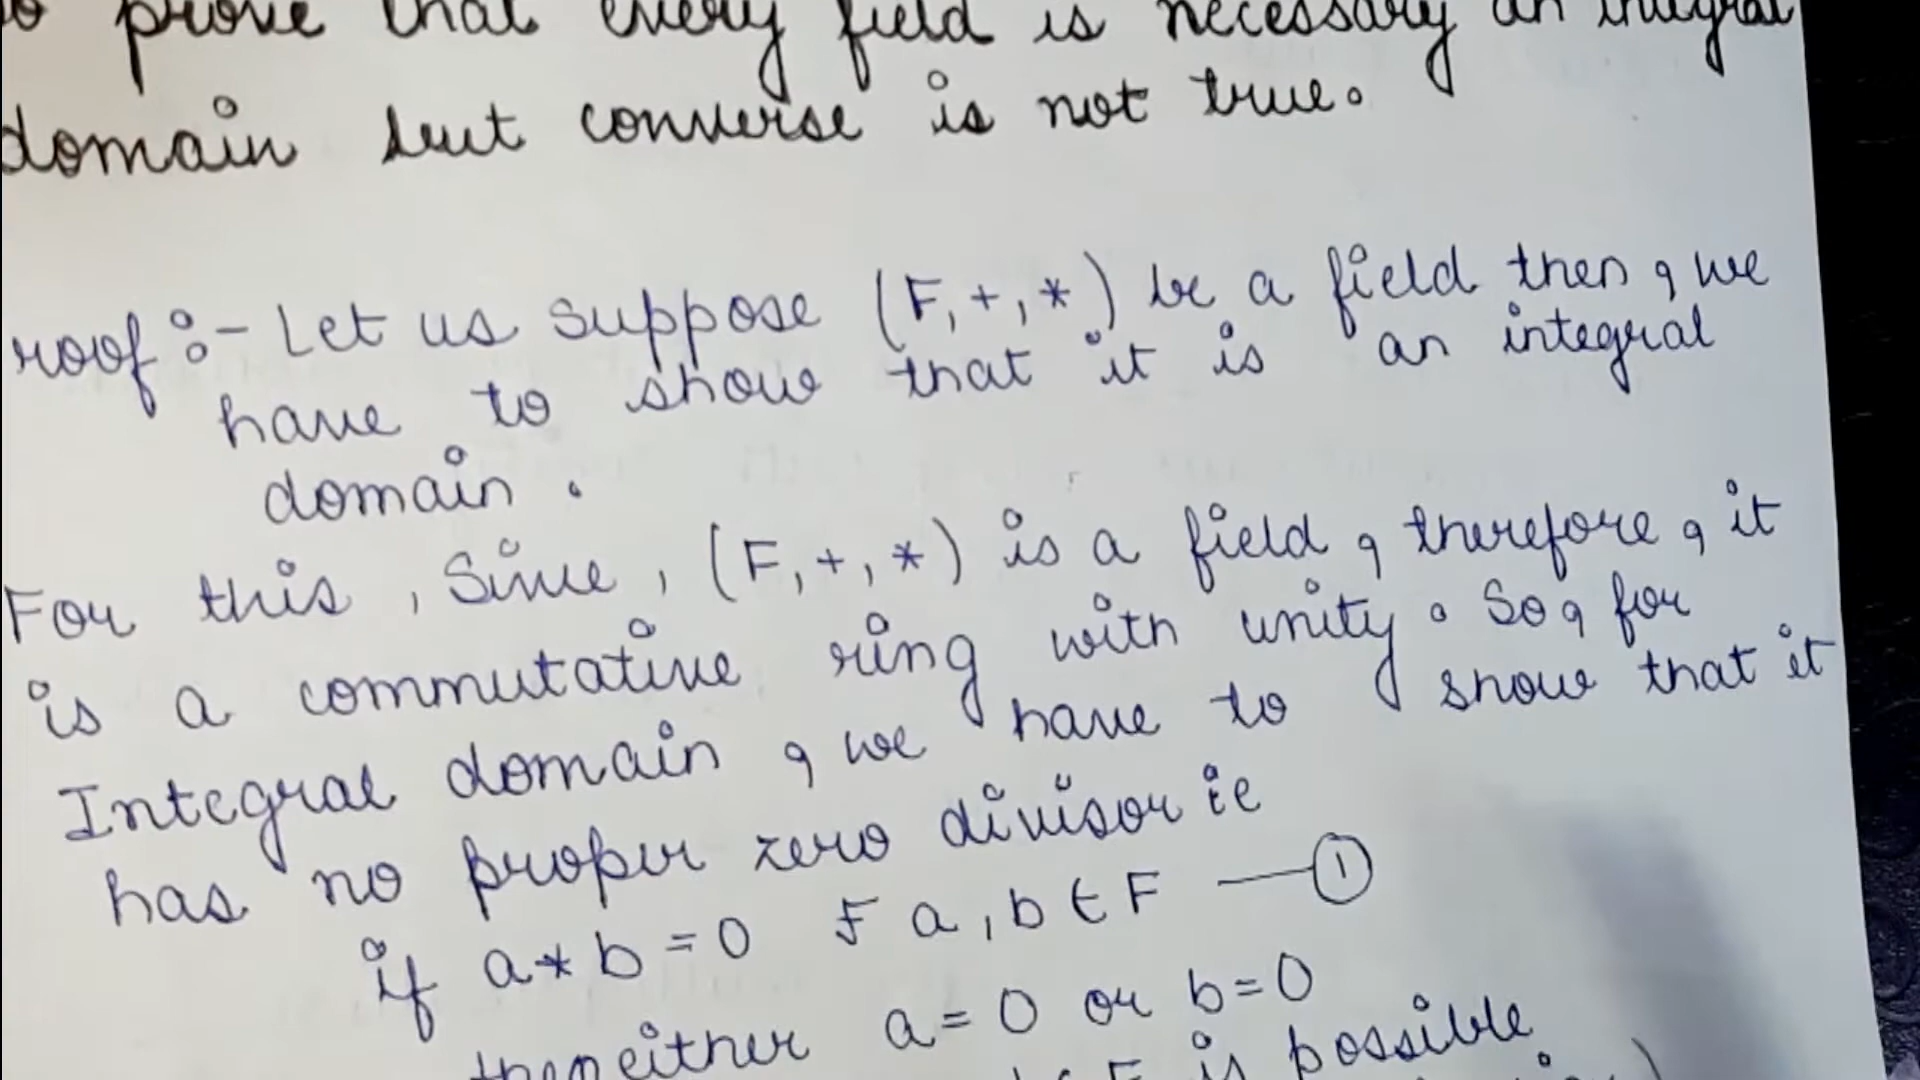 to prove that every field is necessary an integral
domain but converse is not true.
roof :- Let us suppose (F, +, *) be a field then, we
have to show that it is an integral
domain.
For this, Since, (F, +, *) is a field, therefore, it
is a commutative ring with unity. So, for
Integral domain, we have to show that it
has no proper zero divisor ie
if a * b = 0 F a, b ∈ F — ①
then either a = 0 or b = 0
F is possible